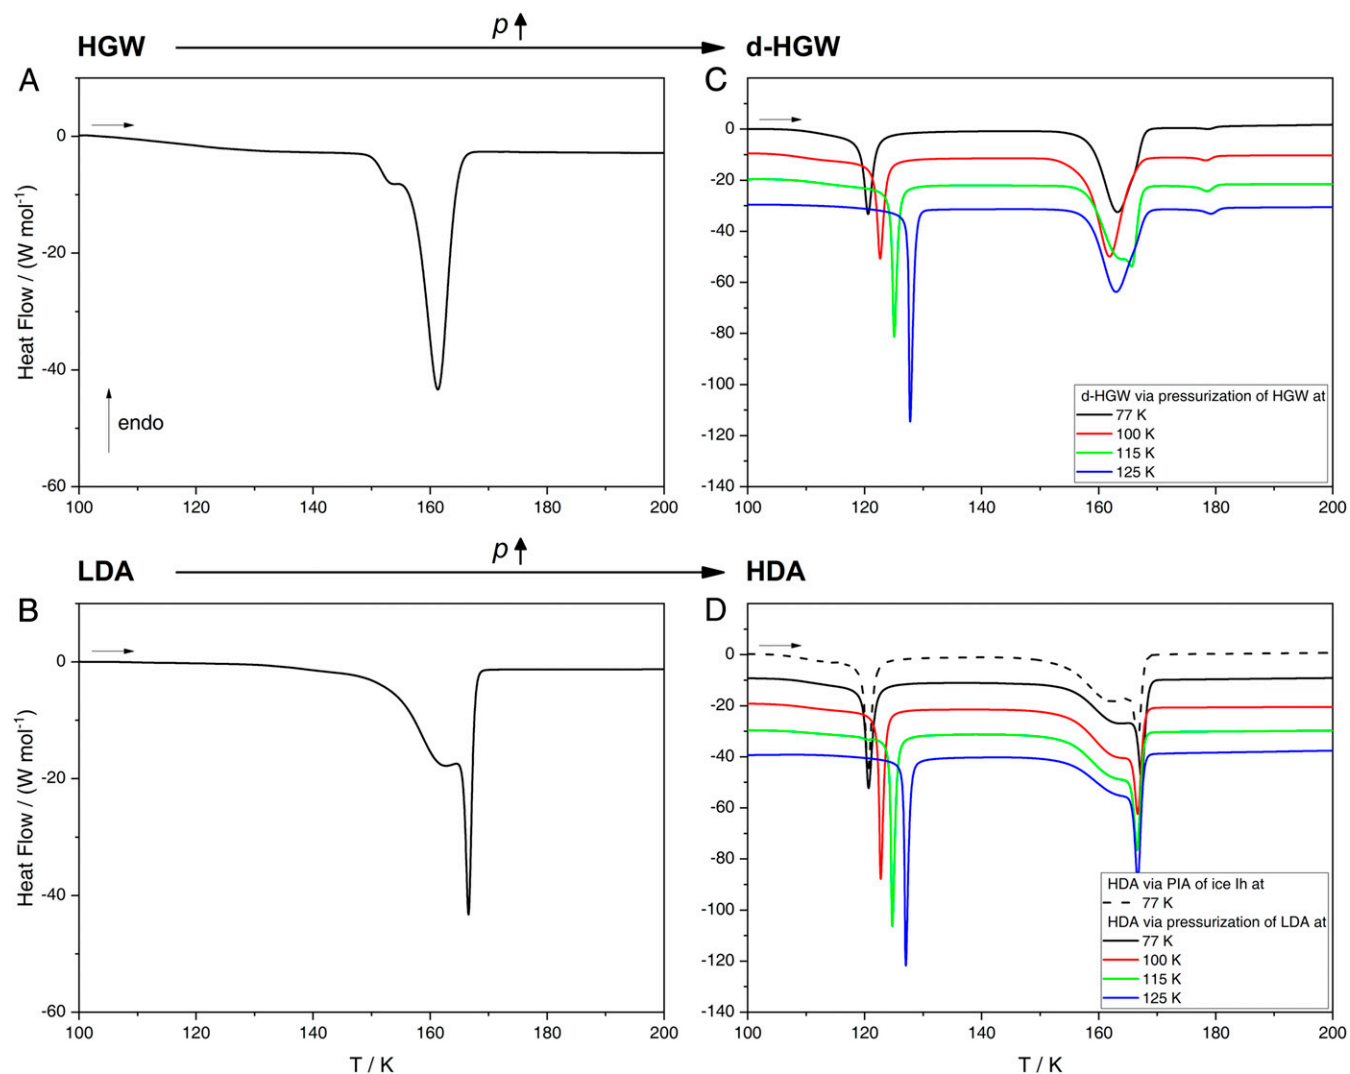 HGW
p
d-HGW
A
0
-20
-40
-60
100
120
140
160
180
200
Heat Flow / (W mol⁻¹)
endo
C
0
-20
-40
-60
-80
-100
-120
-140
100
120
140
160
180
200
d-HGW via pressurization of HGW at
77 K
100 K
115 K
125 K
LDA
p
HDA
B
0
-20
-40
-60
100
120
140
160
180
200
Heat Flow / (W mol⁻¹)
T / K
D
0
-20
-40
-60
-80
-100
-120
-140
100
120
140
160
180
200
HDA via PIA of ice Ih at
77 K
HDA via pressurization of LDA at
77 K
100 K
115 K
125 K
T / K